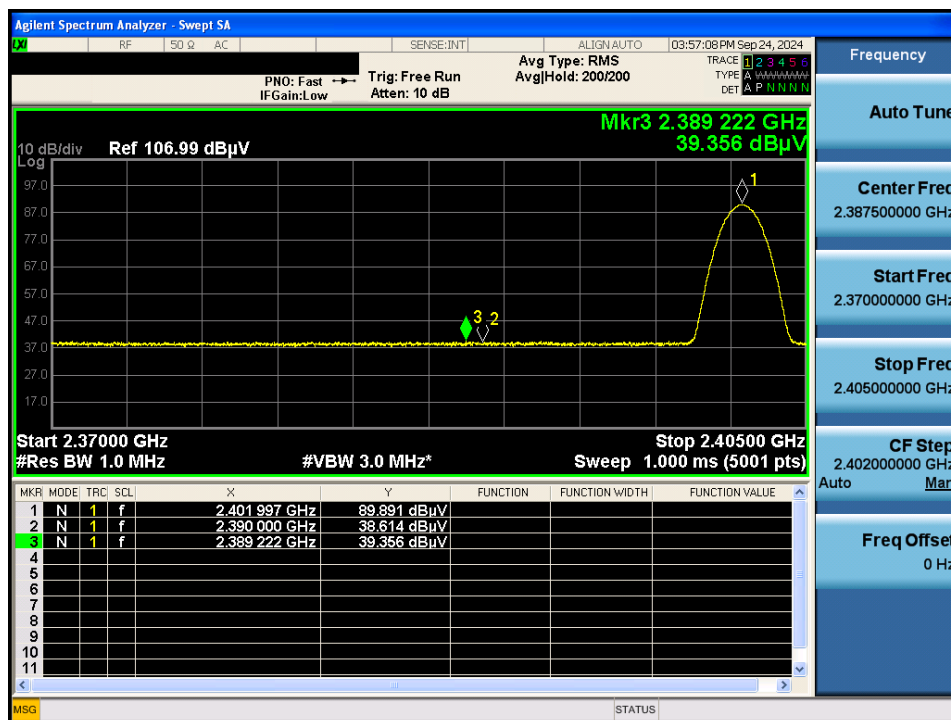 Agilent Spectrum Analyzer - Swept SA
LXI RF 50 Ω AC SENSE:INT ALIGN AUTO 03:57:08 PM Sep 24, 2024
Frequency
Avg Type: RMS TRACE 1 2 3 4 5 6
PNO: Fast Trig: Free Run Avg|Hold: 200/200 TYPE A WWWWWW
IFGain:Low Atten: 10 dB DET A P N N N N
Auto Tune
Mkr3 2.389 222 GHz
39.356 dBµV
10 dB/div Ref 106.99 dBµV
Log
97.0
87.0
77.0
67.0
57.0
47.0
37.0
27.0
17.0
1
3 2
Start 2.37000 GHz Stop 2.40500 GHz
#Res BW 1.0 MHz #VBW 3.0 MHz* Sweep 1.000 ms (5001 pts)
Center Freq
2.387500000 GHz
Start Freq
2.370000000 GHz
Stop Freq
2.405000000 GHz
CF Step
2.402000000 GHz
Auto Man
Freq Offset
0 Hz
MKR MODE TRC SCL X Y FUNCTION FUNCTION WIDTH FUNCTION VALUE
1 N 1 f 2.401 997 GHz 89.891 dBµV
2 N 1 f 2.390 000 GHz 38.614 dBµV
3 N 1 f 2.389 222 GHz 39.356 dBµV
4
5
6
7
8
9
10
11
MSG STATUS